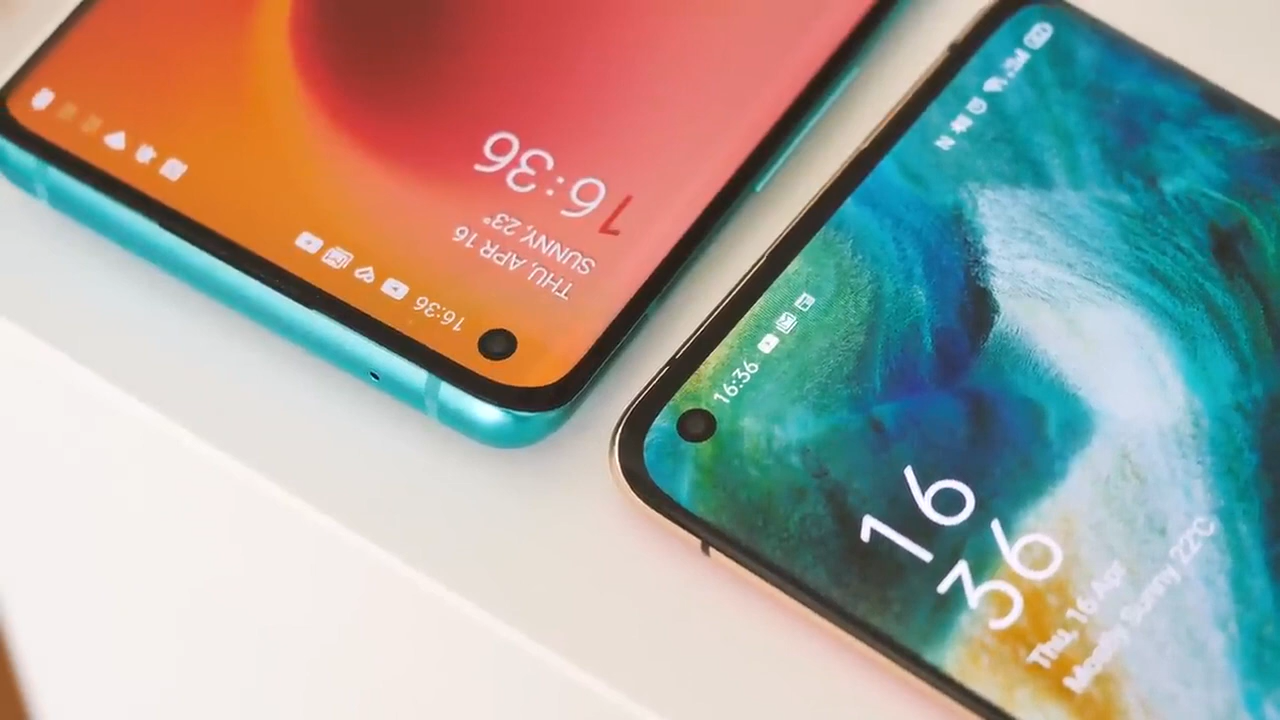 16:36
16:36
SUNNY, 23°
THU, APR 16
16:36
16
36
Thu, 16 Apr
Mostly Sunny 22°C